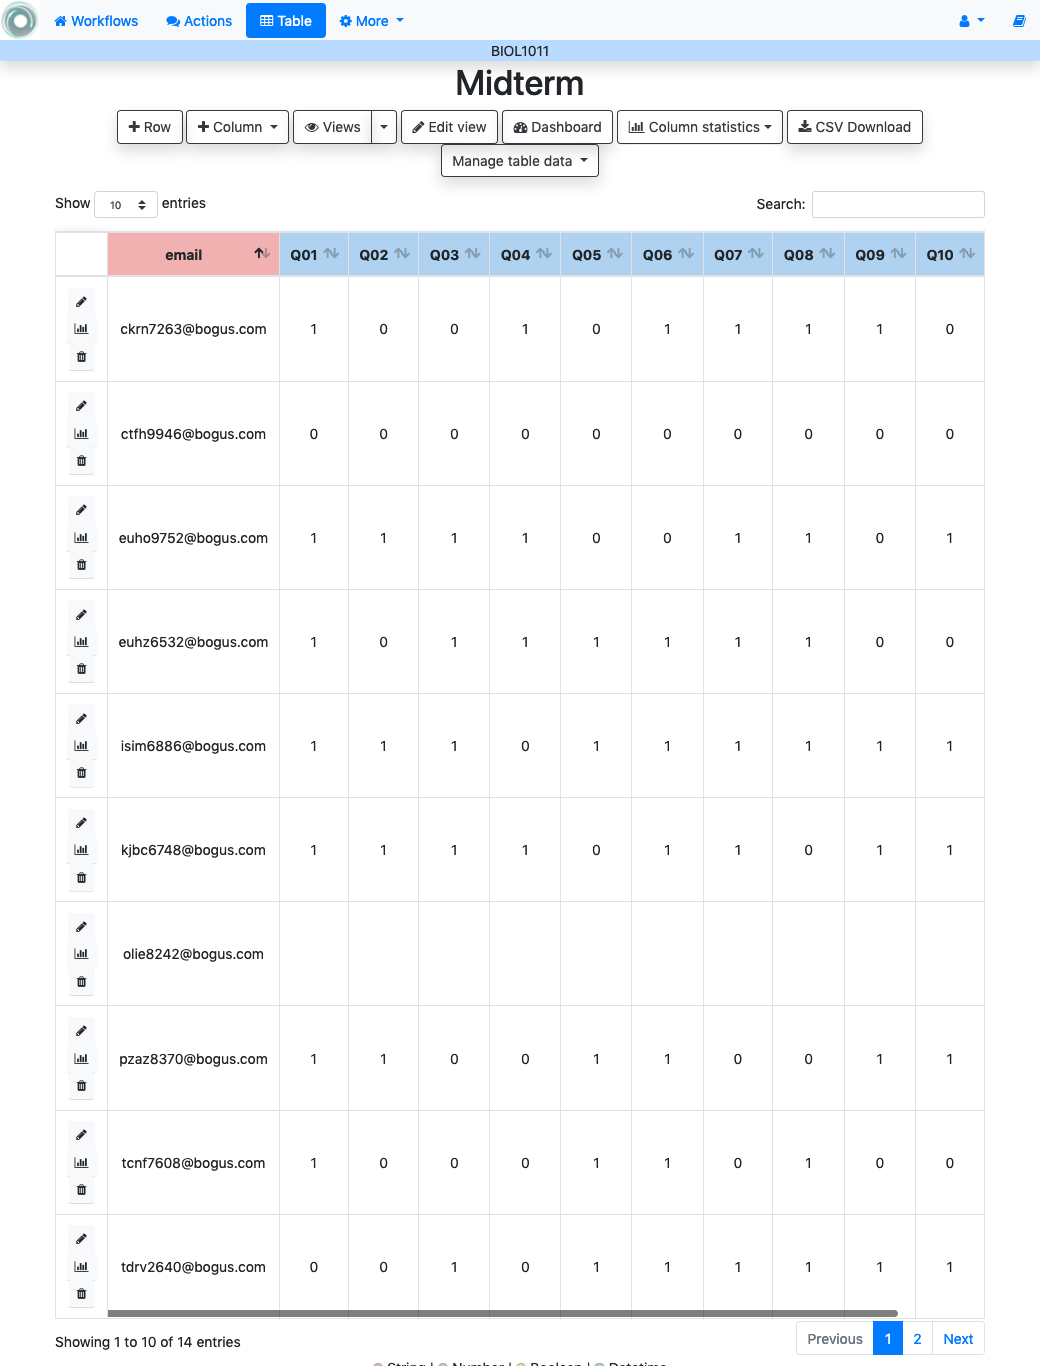 Workflows Actions Table More
BIOL1011
Midterm
Row Column Views Edit view Dashboard Column statistics CSV Download
Manage table data
Show 10 entries Search:
email Q01 Q02 Q03 Q04 Q05 Q06 Q07 Q08 Q09 Q10
ckrn7263@bogus.com 1 0 0 1 0 1 1 1 1 0
ctfh9946@bogus.com 0 0 0 0 0 0 0 0 0 0
euho9752@bogus.com 1 1 1 1 0 0 1 1 0 1
euhz6532@bogus.com 1 0 1 1 1 1 1 1 0 0
isim6886@bogus.com 1 1 1 0 1 1 1 1 1 1
kjbc6748@bogus.com 1 1 1 1 0 1 1 0 1 1
olie8242@bogus.com
pzaz8370@bogus.com 1 1 0 0 1 1 0 0 1 1
tcnf7608@bogus.com 1 0 0 0 1 1 0 1 0 0
tdrv2640@bogus.com 0 0 1 0 1 1 1 1 1 1
Showing 1 to 10 of 14 entries Previous 1 2 Next
String | Number | Boolean | Datetime